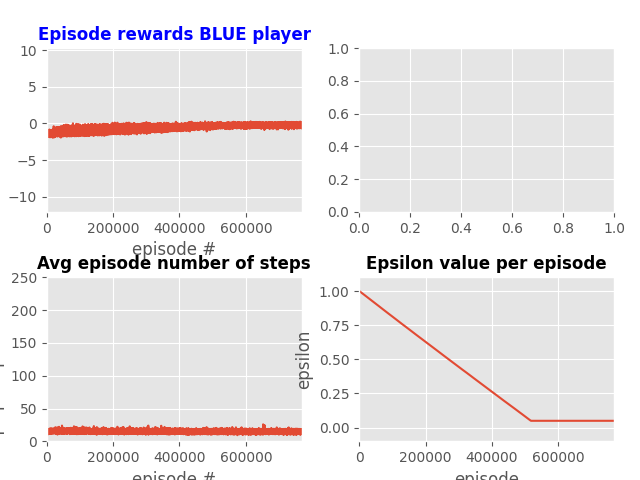 Episode rewards BLUE player
10
5
0
−5
−10
0 200000 400000 600000
episode #
1.0
0.8
0.6
0.4
0.2
0.0
0.0 0.2 0.4 0.6 0.8 1.0
Avg episode number of steps
250
200
150
100
50
0
0 200000 400000 600000
episode #
Epsilon value per episode
epsilon
1.00
0.75
0.50
0.25
0.00
0 200000 400000 600000
episode